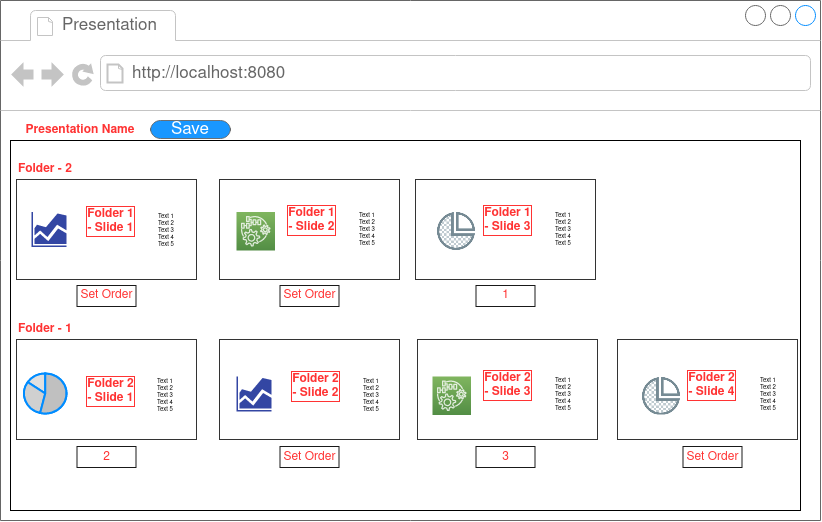 Presentation
http://localhost:8080
Presentation Name
Save
Folder - 2
Folder 1
- Slide 1
Text 1
Text 2
Text 3
Text 4
Text 5
Folder 1
- Slide 2
Text 1
Text 2
Text 3
Text 4
Text 5
Folder 1
- Slide 3
Text 1
Text 2
Text 3
Text 4
Text 5
Set Order
Set Order
1
Folder - 1
Folder 2
- Slide 1
Text 1
Text 2
Text 3
Text 4
Text 5
Folder 2
- Slide 2
Text 1
Text 2
Text 3
Text 4
Text 5
Folder 2
- Slide 3
Text 1
Text 2
Text 3
Text 4
Text 5
Folder 2
- Slide 4
Text 1
Text 2
Text 3
Text 4
Text 5
2
Set Order
3
Set Order